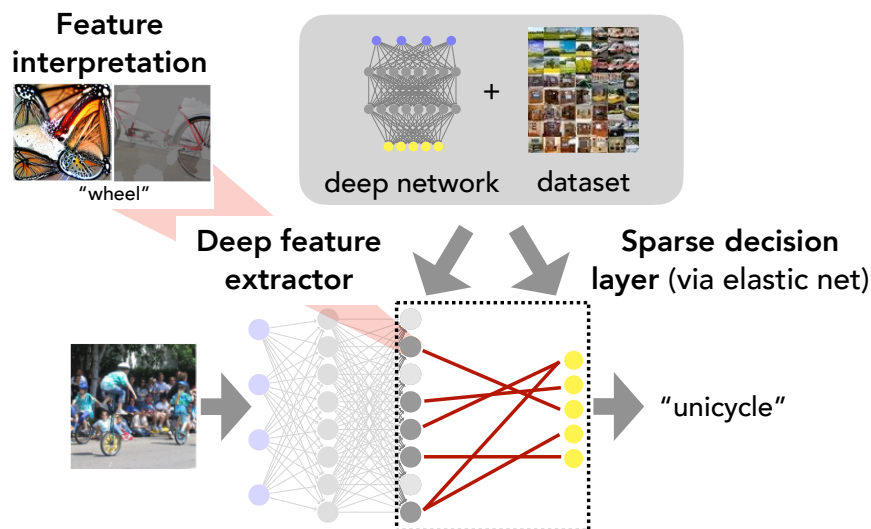 Feature
interpretation
“wheel”
+
deep network
dataset
Deep feature
extractor
Sparse decision
layer (via elastic net)
“unicycle”